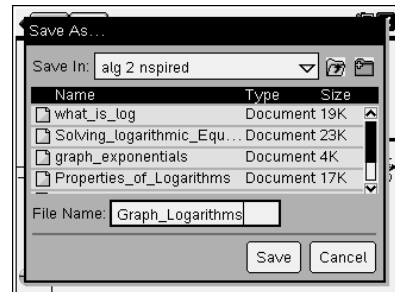 Save As...
Save In: alg 2 nspired
Name Type Size
what_is_log Document 19K
Solving_logarithmic_Equ... Document 23K
graph_exponentials Document 4K
Properties_of_Logarithms Document 17K
File Name: Graph_Logarithms
Save Cancel